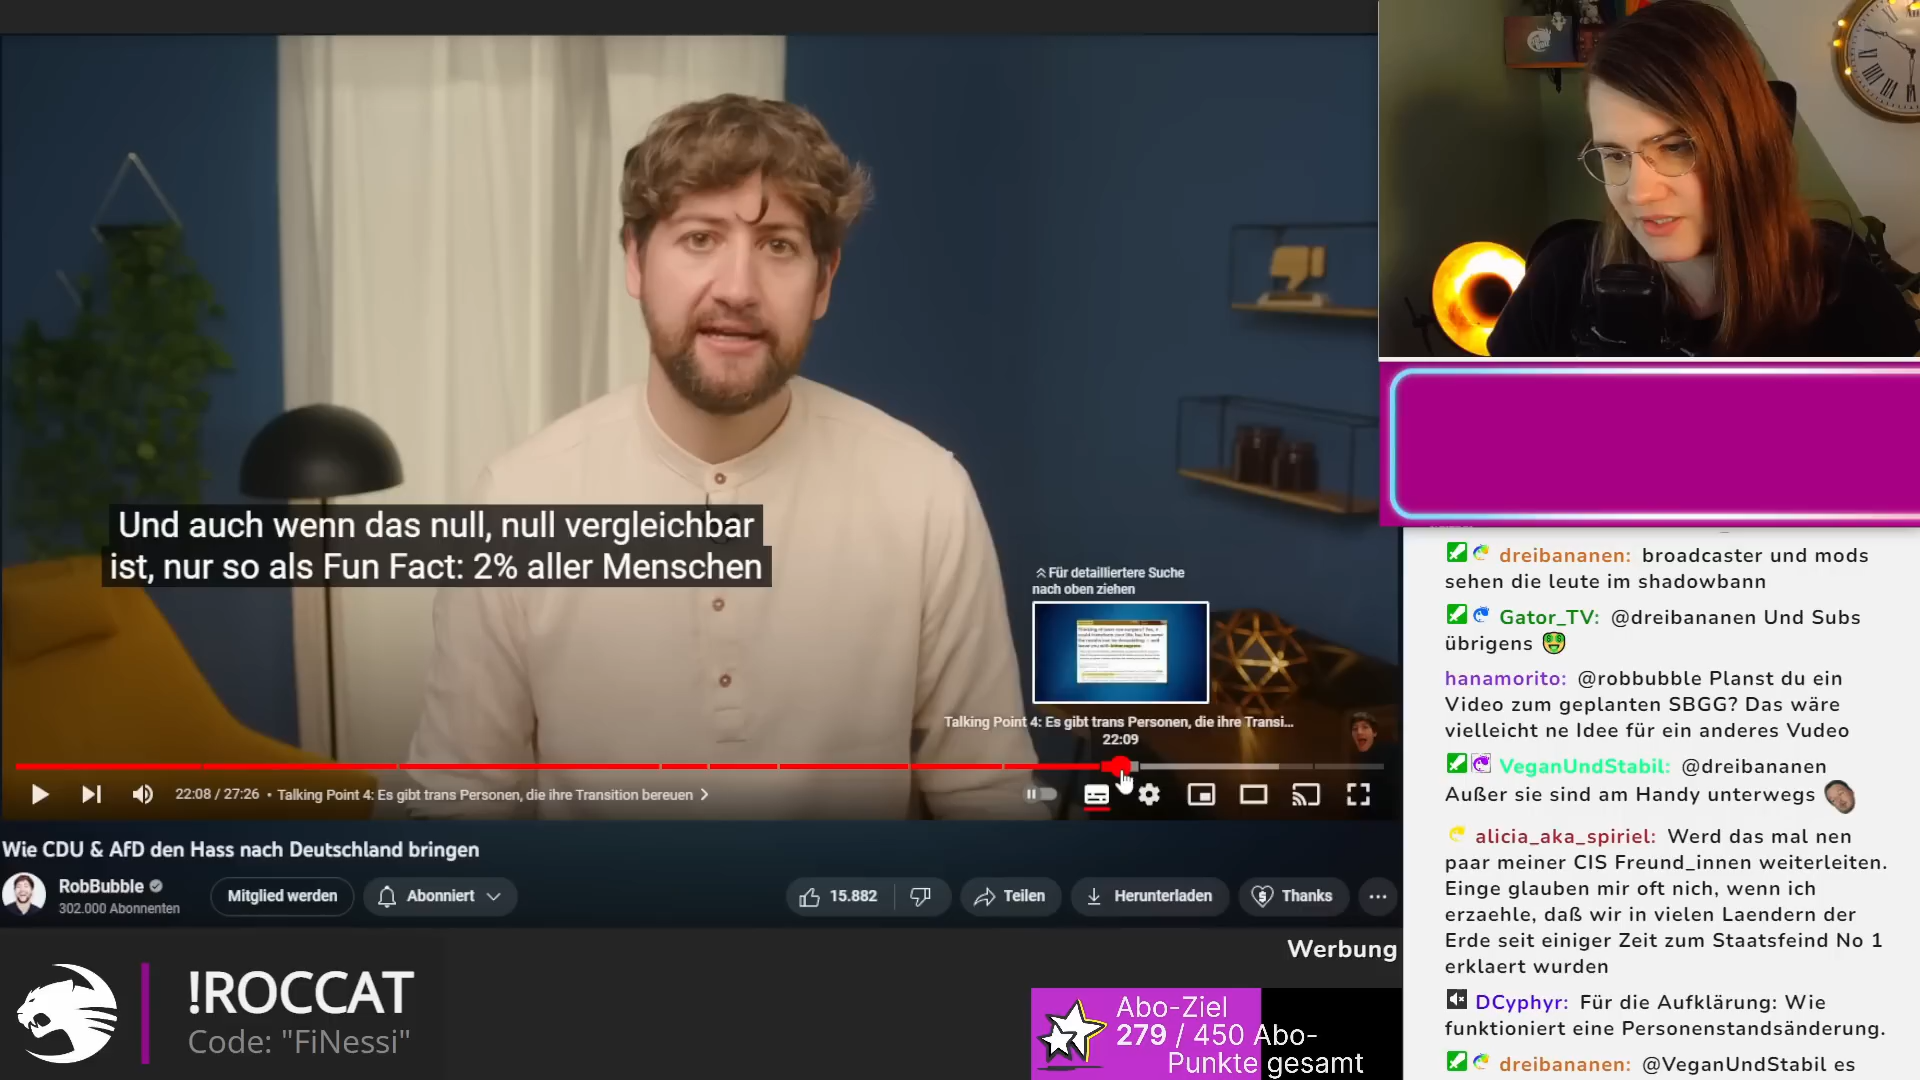 Und auch wenn das null, null vergleichbar
ist, nur so als Fun Fact: 2% aller Menschen
Für detailliertere Suche
nach oben ziehen
Talking Point 4: Es gibt trans Personen, die ihre Transi...
22:09
22:08 / 27:26 • Talking Point 4: Es gibt trans Personen, die ihre Transition bereuen
Wie CDU & AfD den Hass nach Deutschland bringen
RobBubble
302.000 Abonnenten
Mitglied werden
Abonniert
15.882
Teilen
Herunterladen
Thanks
Werbung
!ROCCAT
Code: "FiNessi"
Abo-Ziel
279 / 450 Abo-
Punkte gesamt
dreibananen: broadcaster und mods
sehen die leute im shadowbann
Gator_TV: @dreibananen Und Subs
übrigens
hanamorito: @robbubble Planst du ein
Video zum geplanten SBGG? Das wäre
vielleicht ne Idee für ein anderes Vudeo
VeganUndStabil: @dreibananen
Außer sie sind am Handy unterwegs
alicia_aka_spiriel: Werd das mal nen
paar meiner CIS Freund_innen weiterleiten.
Einge glauben mir oft nich, wenn ich
erzaehle, daß wir in vielen Laendern der
Erde seit einiger Zeit zum Staatsfeind No 1
erklaert wurden
DCyphyr: Für die Aufklärung: Wie
funktioniert eine Personenstandsänderung.
dreibananen: @VeganUndStabil es